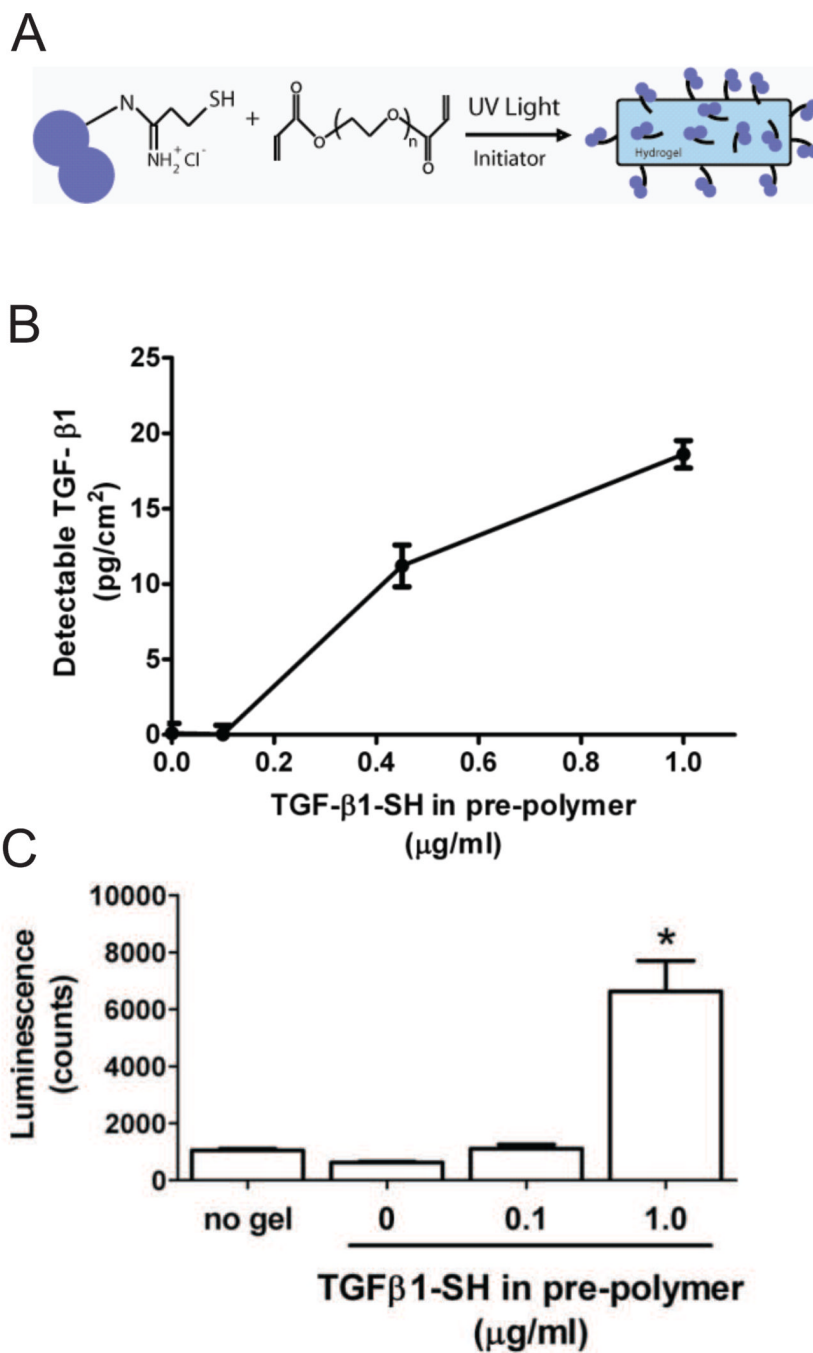 A
N
SH
+
NH2+ Cl-
O
O
O
n
O
UV Light
Initiator
Hydrogel
B
Detectable TGF- β1
(pg/cm2)
25
20
15
10
5
0
0.0 0.2 0.4 0.6 0.8 1.0
TGF-β1-SH in pre-polymer
(μg/ml)
C
Luminescence
(counts)
10000
8000
6000
4000
2000
0
*
no gel 0 0.1 1.0
TGFβ1-SH in pre-polymer
(μg/ml)